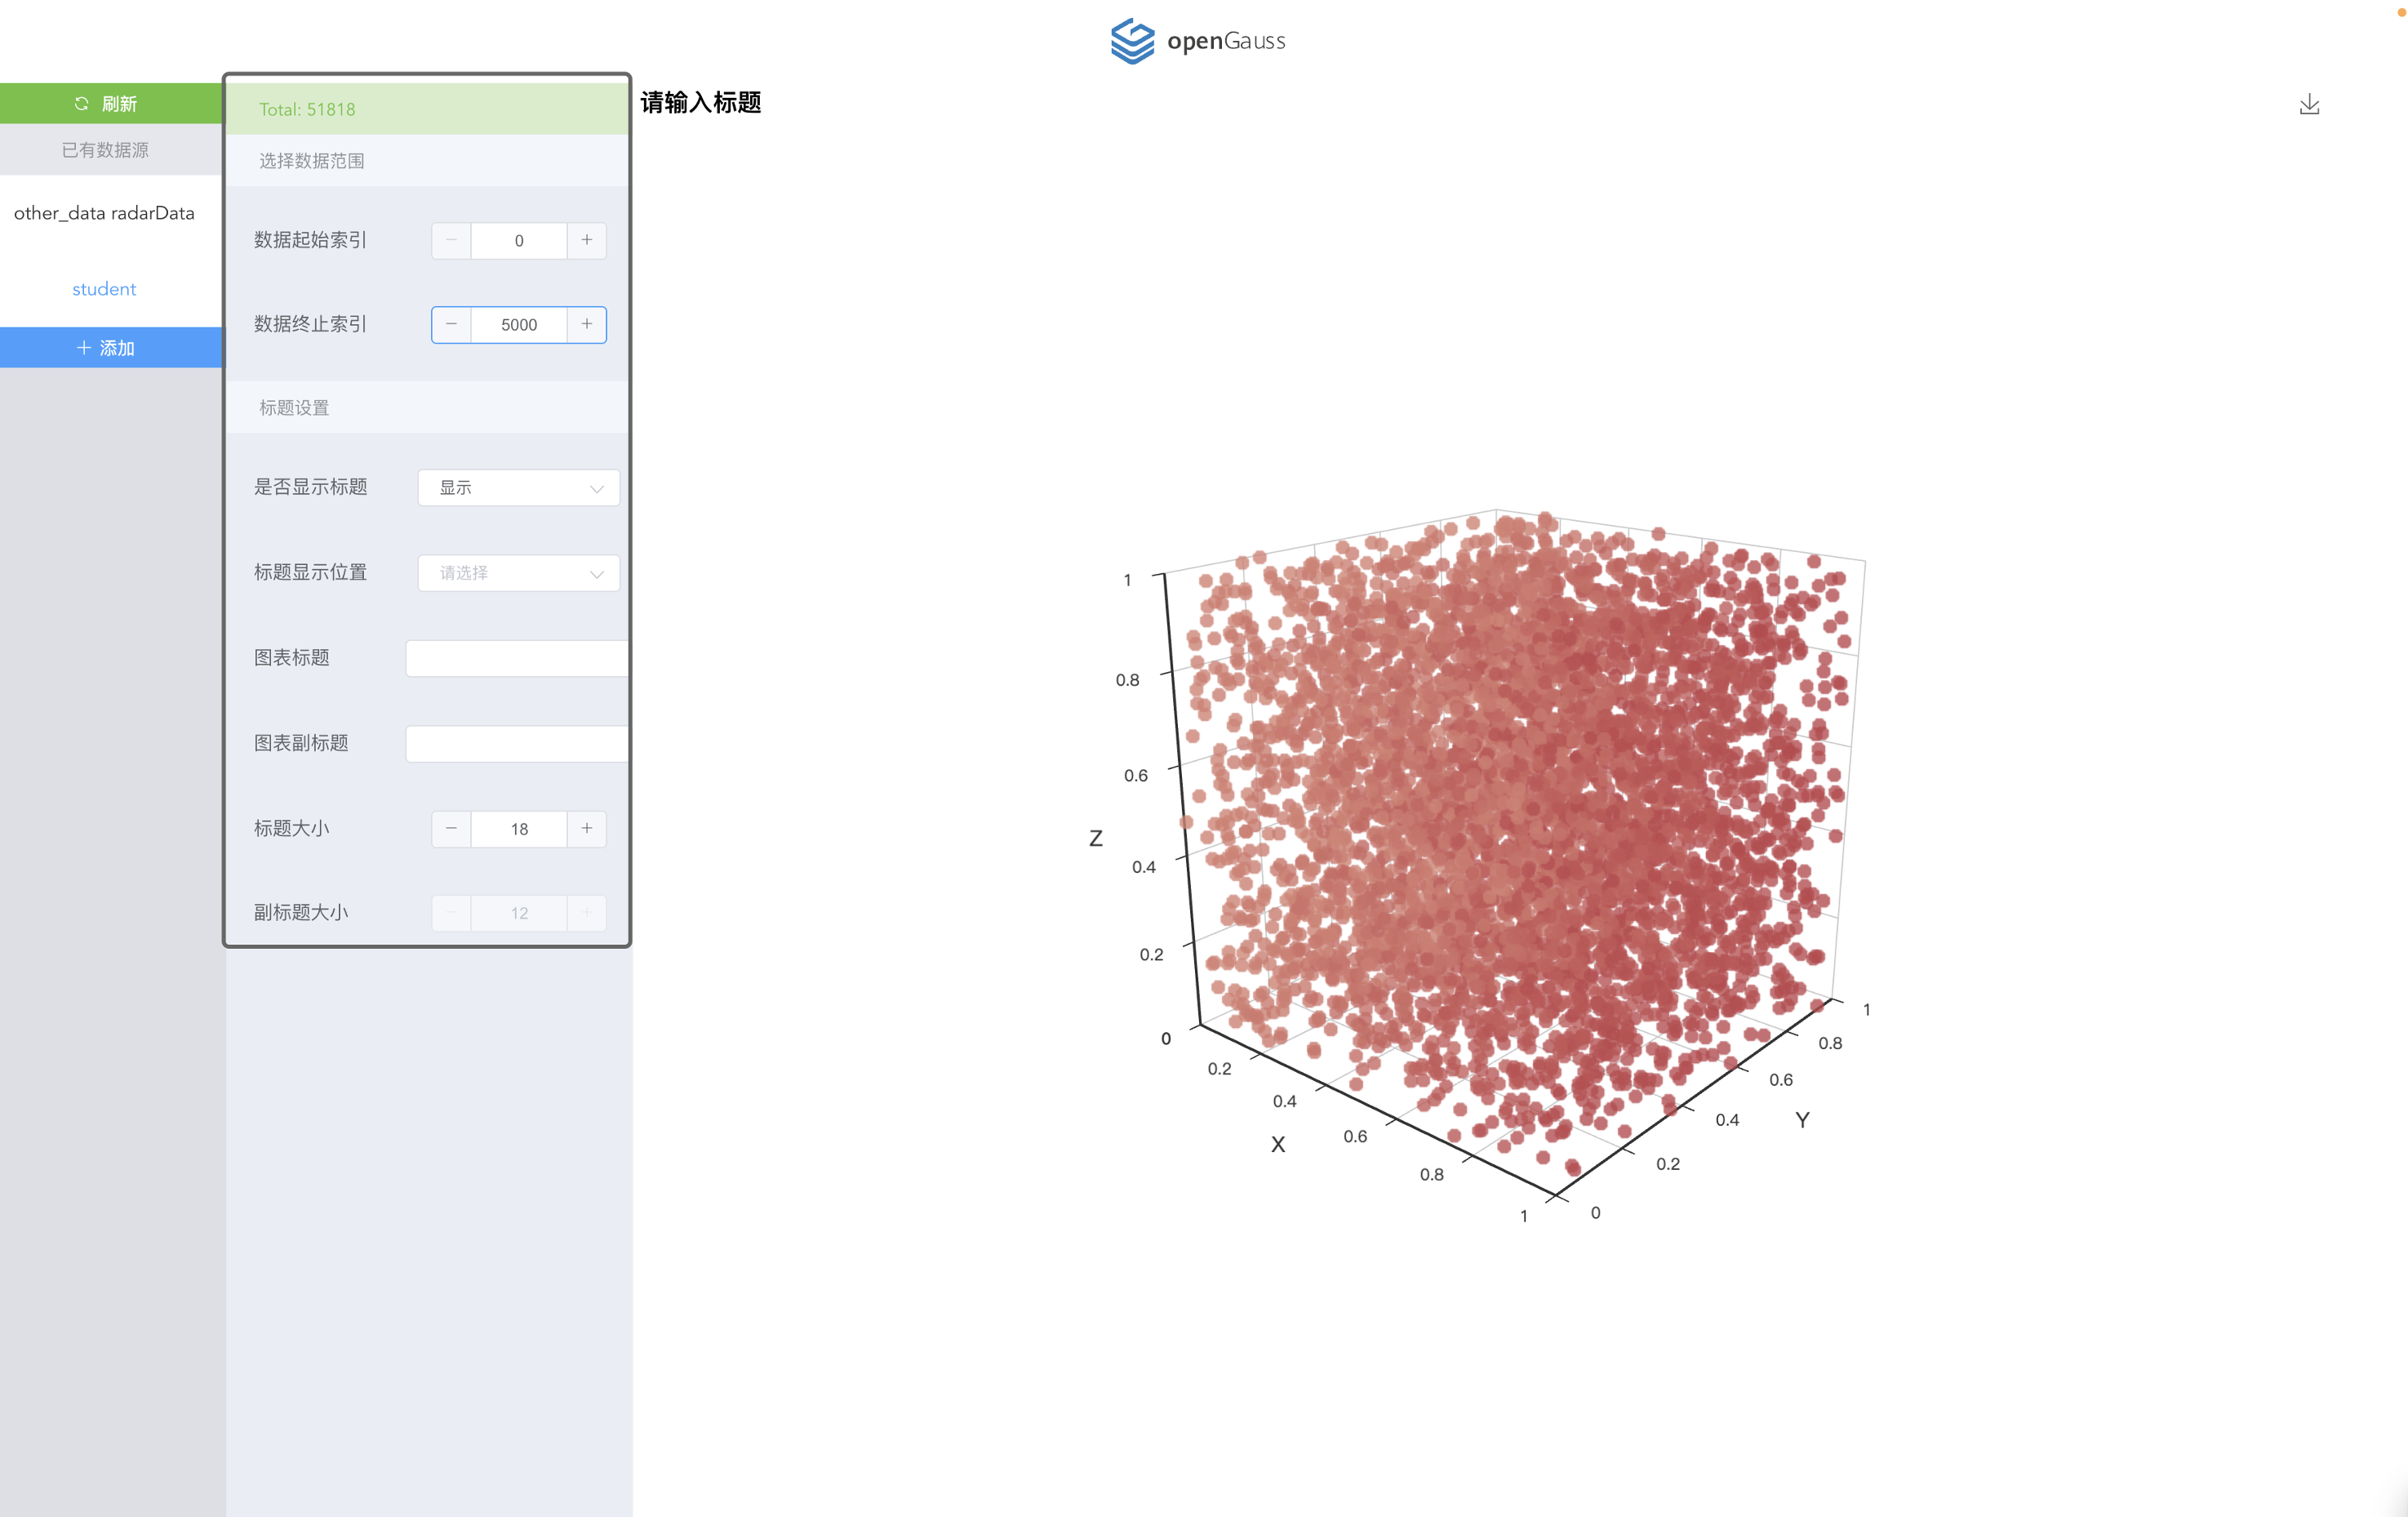 openGauss
刷新
已有数据源
other_data radarData
student
添加
Total: 51818
选择数据范围
数据起始索引
0
数据终止索引
5000
标题设置
是否显示标题
显示
标题显示位置
请选择
图表标题
图表副标题
标题大小
18
副标题大小
12
请输入标题
1
0.8
0.6
Z
0.4
0.2
0
0.2
0.4
X
0.6
0.8
1
0
0.2
0.4
Y
0.6
0.8
1